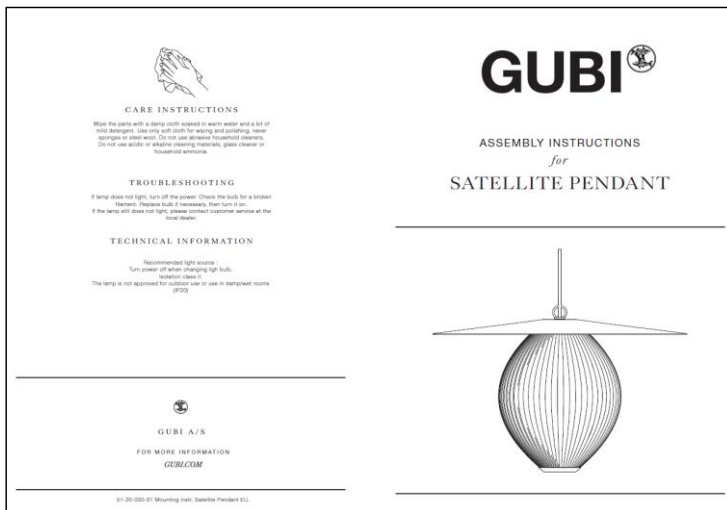 CARE INSTRUCTIONS
Wipe the parts with a damp cloth soaked in warm water and a bit of
mild detergent. Use only soft cloth for wiping and polishing, never
sponges or steel wool. Do not use abrasive household cleaners.
Do not use acidic or alkaline cleaning materials, glass cleaner or
household ammonia.
TROUBLESHOOTING
If lamp does not light, turn off the power. Check the bulb for a broken
filament. Replace bulb if necessary, then turn it on.
If the lamp still does not light, please contact customer service at the
local dealer.
TECHNICAL INFORMATION
Recommended light source :
Turn power off when changing ligh bulb.
Isolation class II.
The lamp is not approved for outdoor use or use in damp/wet rooms
(IP20)
GUBI A/S
FOR MORE INFORMATION
GUBI.COM
51-20-030-01 Mounting instr. Satellite Pendant EU.
GUBI
ASSEMBLY INSTRUCTIONS
for
SATELLITE PENDANT